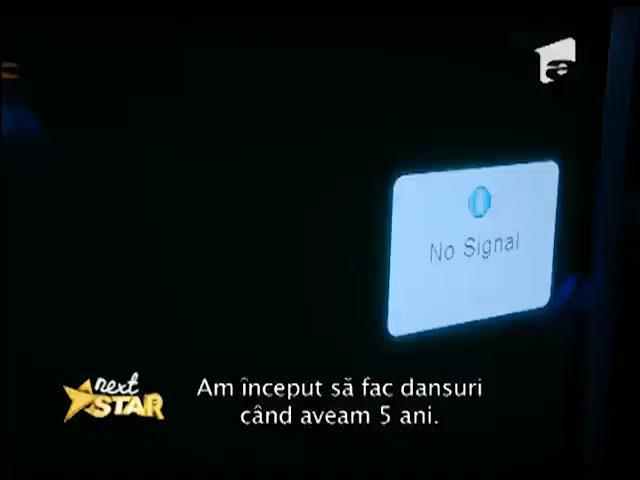 No Signal
next
STAR
Am început să fac dansuri
când aveam 5 ani.